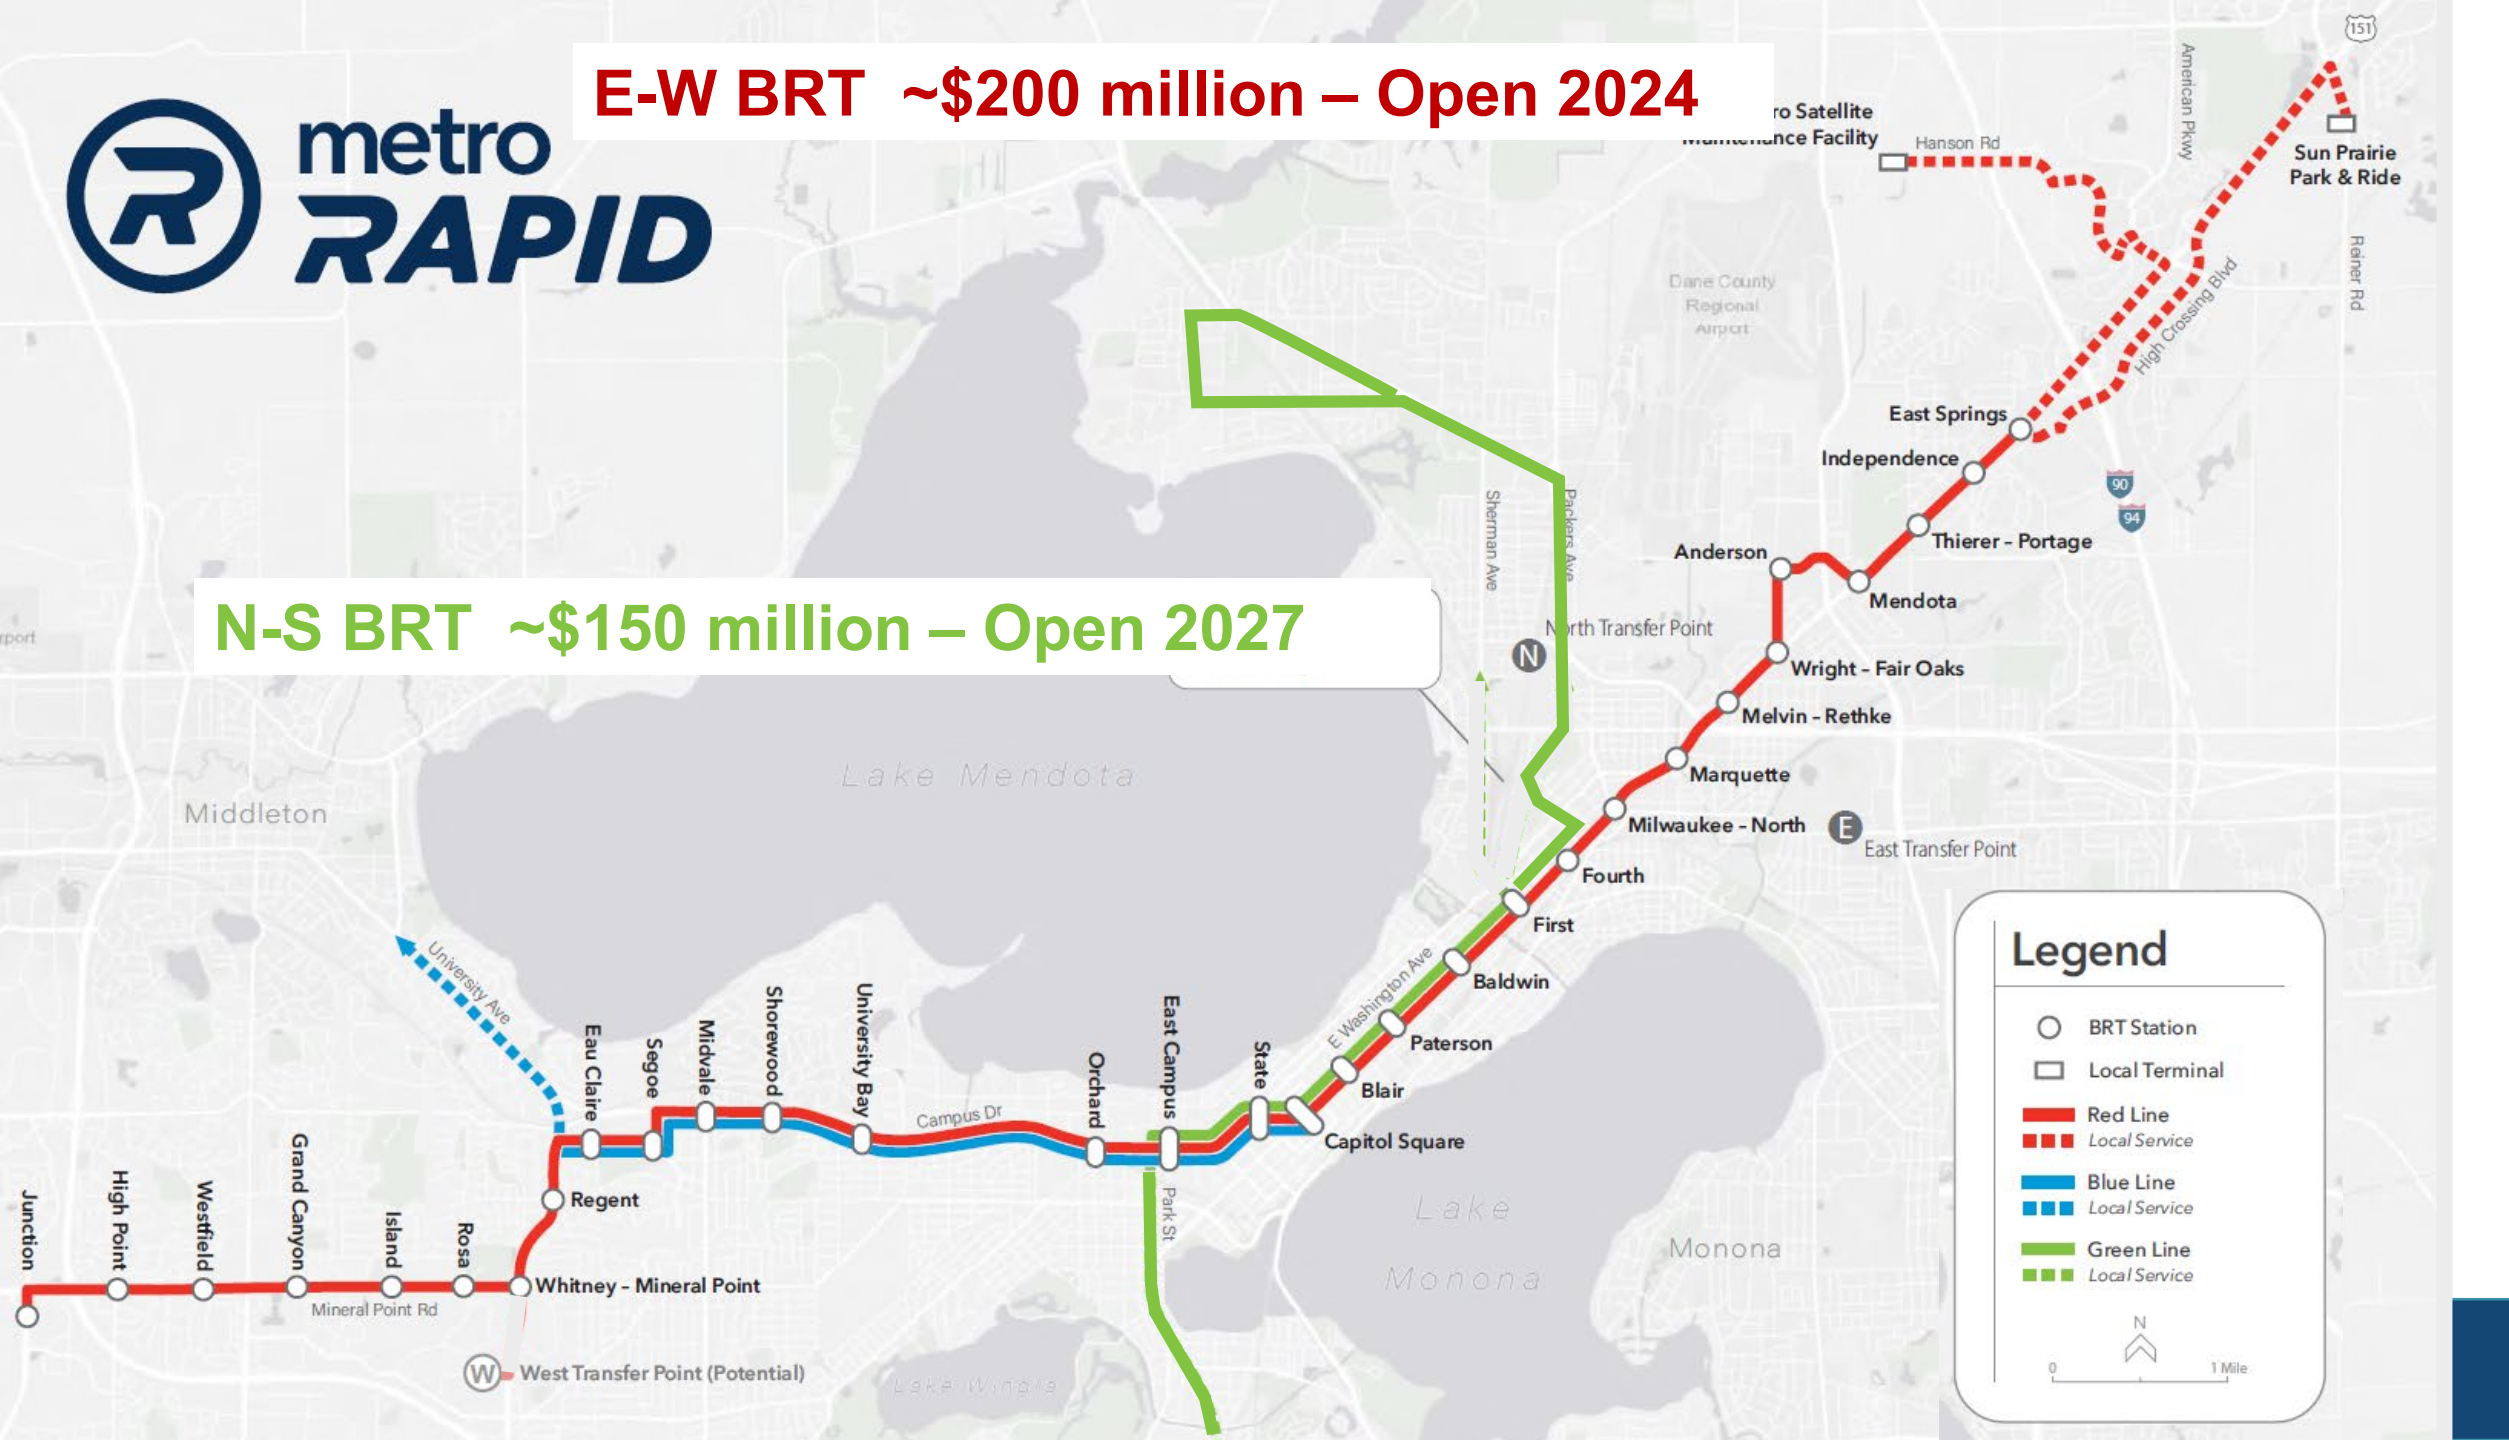 151
American Pkwy
E-W BRT ~$200 million – Open 2024
metro
RAPID
ro Satellite
nce Facility
Hanson Rd
Sun Prairie
Park & Ride
Reiner Rd
High Crossing Blvd
Dane County
Regional
Airport
East Springs
Independence
90
94
Thierer – Portage
Anderson
Mendota
Sherman Ave
Packers Ave
N-S BRT ~$150 million – Open 2027
rport
N
North Transfer Point
Wright – Fair Oaks
Melvin – Rethke
Marquette
Lake Mendota
Middleton
Milwaukee – North
E
East Transfer Point
Fourth
First
Baldwin
E Washington Ave
Paterson
Blair
Capitol Square
State
East Campus
Orchard
Campus Dr
University Bay
Shorewood
Midvale
Segoe
Eau Claire
University Ave
Regent
Park St
Junction
High Point
Westfield
Grand Canyon
Island
Rosa
Whitney – Mineral Point
Mineral Point Rd
W
West Transfer Point (Potential)
Lake
Monona
Monona
Legend
BRT Station
Local Terminal
Red Line
Local Service
Blue Line
Local Service
Green Line
Local Service
N
0
1 Mile